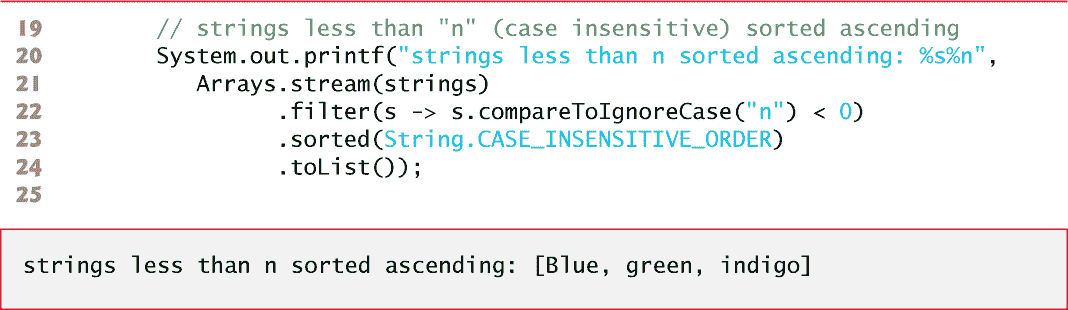 19 // strings less than "n" (case insensitive) sorted ascending
20 System.out.printf("strings less than n sorted ascending: %s%n",
21 Arrays.stream(strings)
22 .filter(s -> s.compareToIgnoreCase("n") < 0)
23 .sorted(String.CASE_INSENSITIVE_ORDER)
24 .toList());
25
strings less than n sorted ascending: [Blue, green, indigo]